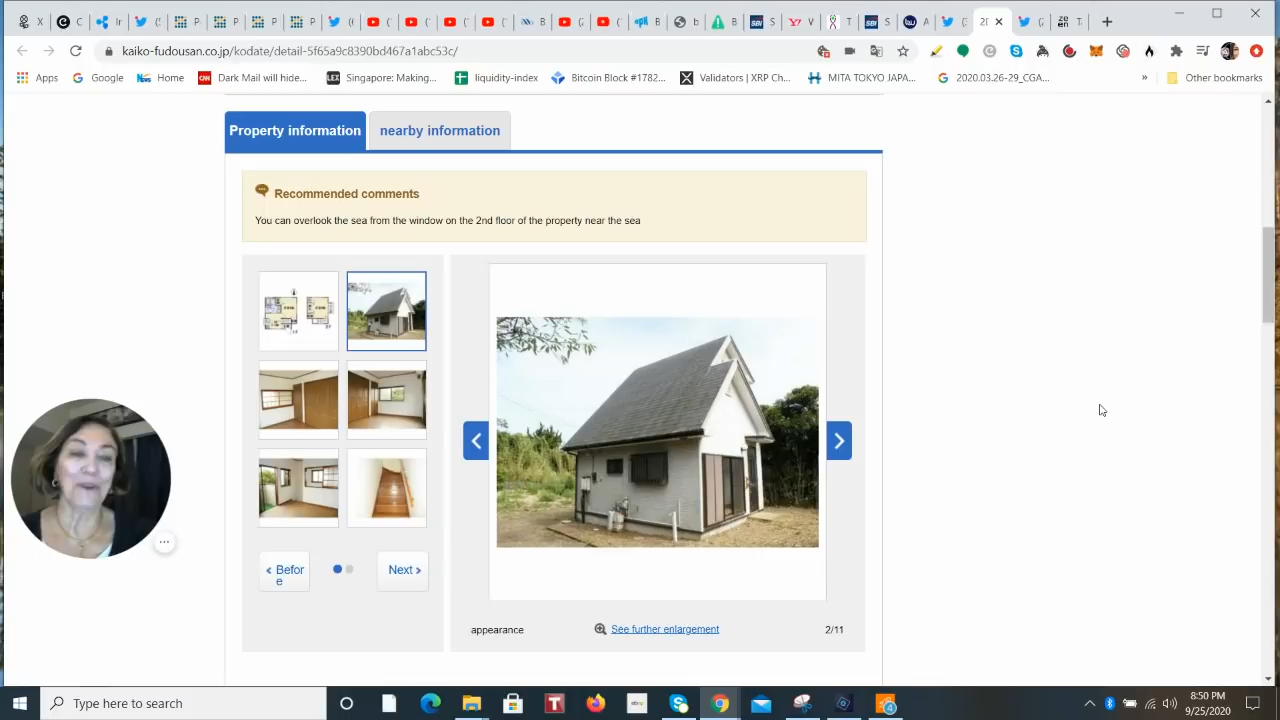 kaiko-fudousan.co.jp/kodate/detail-5f65a9c8390bd467a1abc53c/
Apps
Google
Home
Dark Mail will hide...
Singapore: Making...
liquidity-index
Bitcoin Block #1782...
Validators | XRP Ch...
MITA TOKYO JAPA...
2020.03.26-29_CGA...
»
Other bookmarks
Property information
nearby information
Recommended comments
You can overlook the sea from the window on the 2nd floor of the property near the sea
Befor
e
Next
appearance
See further enlargement
2/11
Type here to search
8:50 PM
9/25/2020